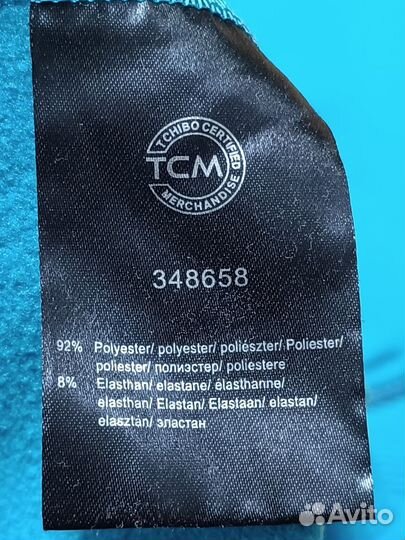 TCHIBO CERTIFIED
TCM
MERCHANDISE
348658
92% Polyester/ polyester/ poliészter/ Poliester/
poliester/ полиэстер/ poliestere
8% Elasthan/ elastane/ élasthanne/
elasthan/ Elastan/ Elastaan/ elastan/
elasztán/ эластан
Avito